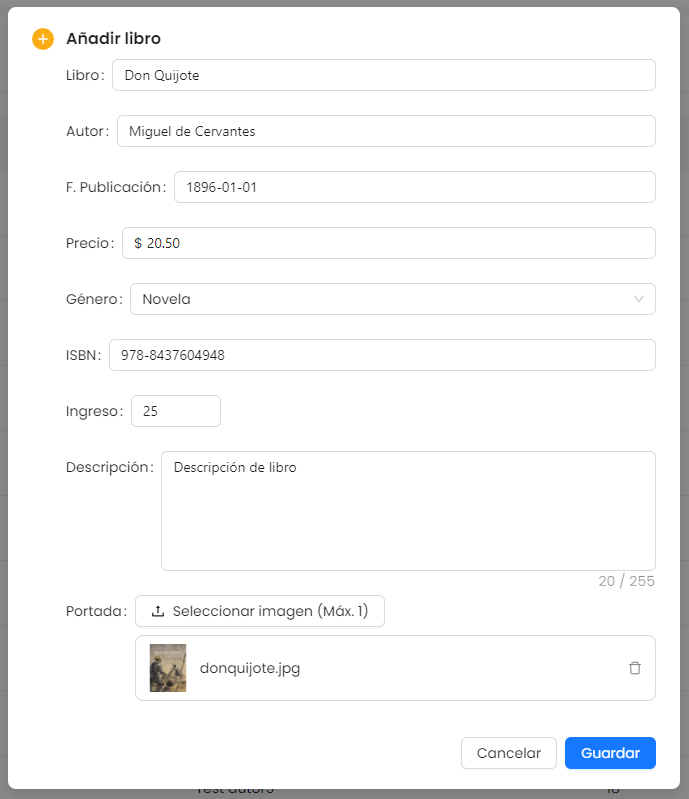 Añadir libro
Libro: Don Quijote
Autor: Miguel de Cervantes
F. Publicación: 1896-01-01
Precio: $ 20.50
Género: Novela
ISBN: 978-8437604948
Ingreso: 25
Descripción: Descripción de libro
20 / 255
Portada: Seleccionar imagen (Máx. 1)
donquijote.jpg
Cancelar Guardar